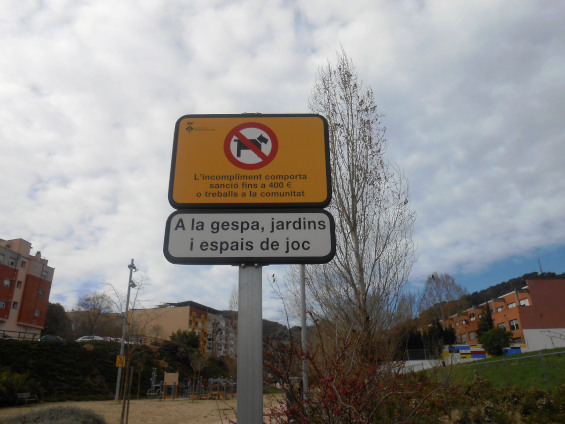 L'incompliment comporta
sanció fins a 400 €
o treballs a la comunitat
A la gespa, jardins
i espais de joc